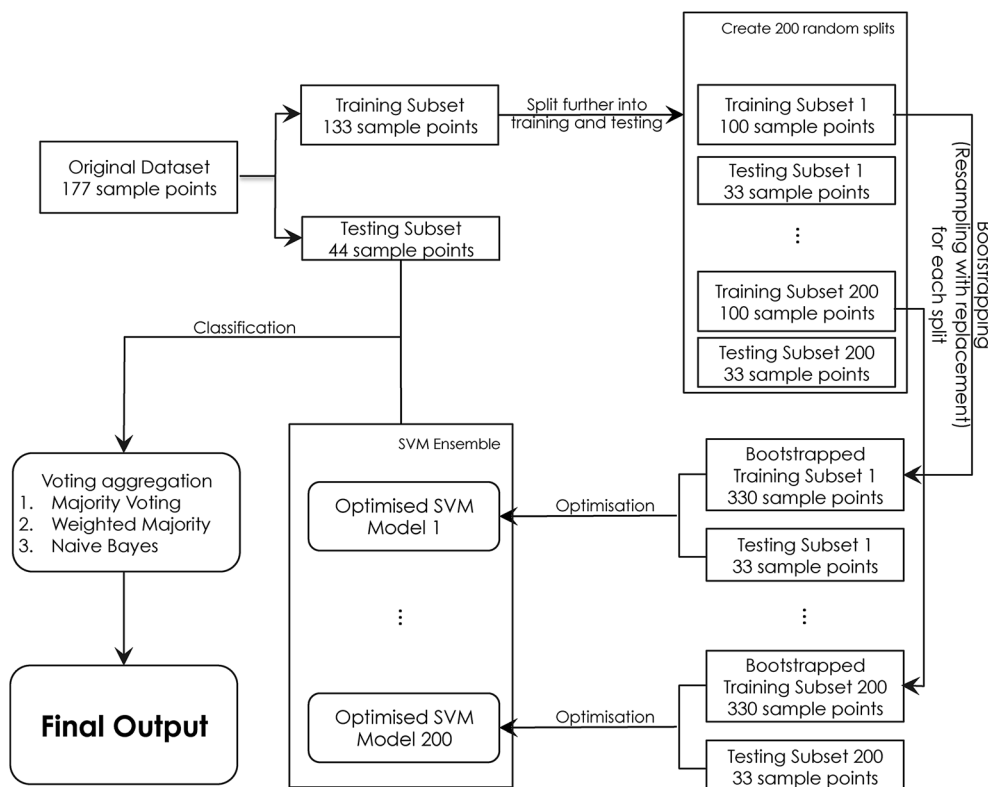 Create 200 random splits
Training Subset
133 sample points
Split further into
training and testing
Training Subset 1
100 sample points
Original Dataset
177 sample points
Testing Subset 1
33 sample points
Testing Subset
44 sample points
...
Training Subset 200
100 sample points
Testing Subset 200
33 sample points
Bootstrapping
(Resampling with replacement)
for each split
Classification
SVM Ensemble
Voting aggregation
1. Majority Voting
2. Weighted Majority
3. Naive Bayes
Optimised SVM
Model 1
Optimisation
Bootstrapped
Training Subset 1
330 sample points
Testing Subset 1
33 sample points
...
...
Final Output
Optimised SVM
Model 200
Optimisation
Bootstrapped
Training Subset 200
330 sample points
Testing Subset 200
33 sample points